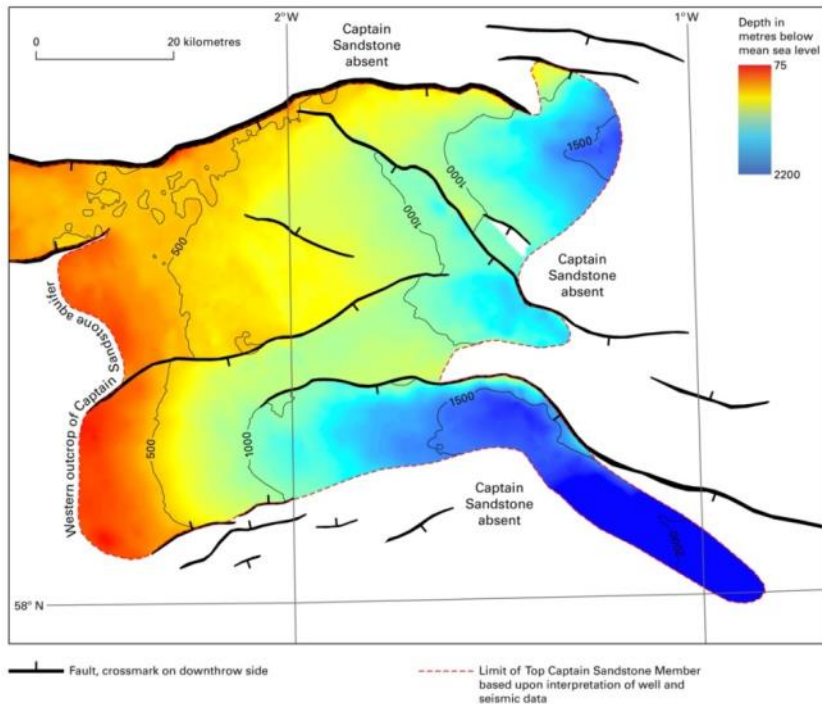 2°W
1°W
0
20 kilometres
Captain
Sandstone
absent
Depth in
metres below
mean sea level
75
2200
1500
1000
1000
500
Captain
Sandstone
absent
Western outcrop of Captain Sandstone aquifer
500
1000
1500
Captain
Sandstone
absent
2000
58° N
Fault, crossmark on downthrow side
Limit of Top Captain Sandstone Member
based upon interpretation of well and
seismic data